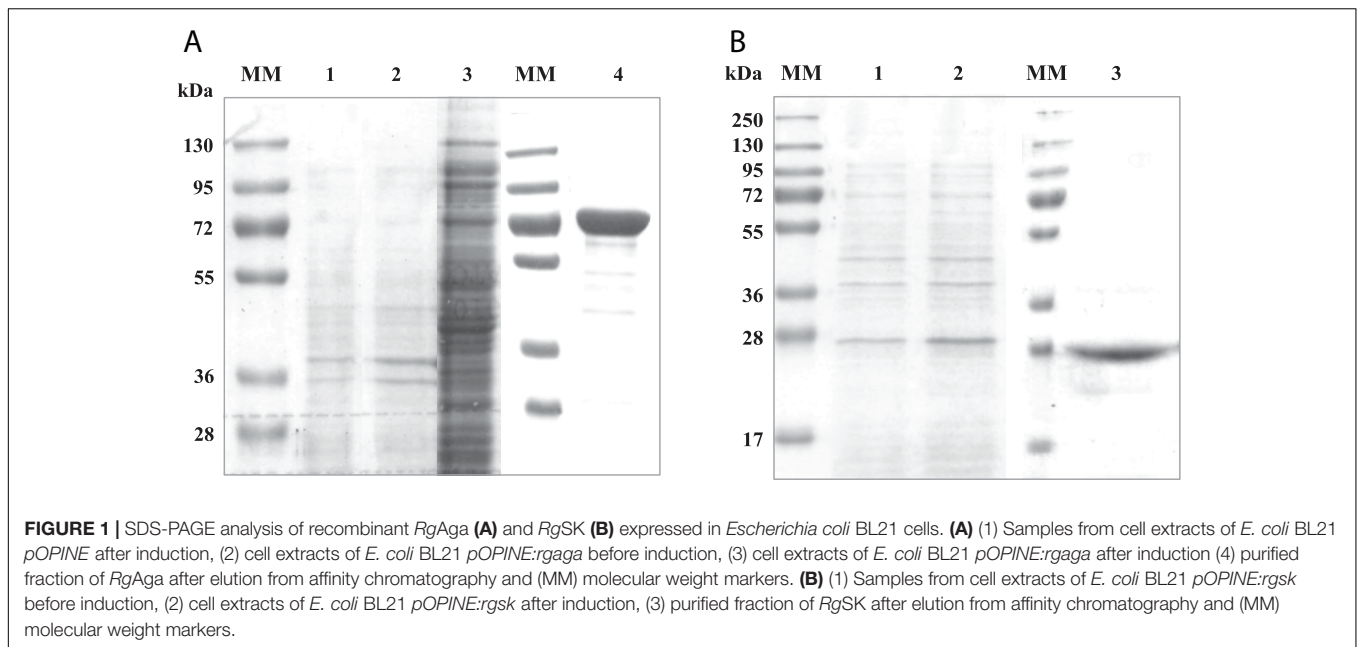 A
B
MM 1 2 3 MM 4
kDa
130
95
72
55
36
28
kDa MM 1 2 MM 3
250
130
95
72
55
36
28
17
FIGURE 1 | SDS-PAGE analysis of recombinant RgAga (A) and RgSK (B) expressed in Escherichia coli BL21 cells. (A) (1) Samples from cell extracts of E. coli BL21
pOPINE after induction, (2) cell extracts of E. coli BL21 pOPINE:rgaga before induction, (3) cell extracts of E. coli BL21 pOPINE:rgaga after induction (4) purified
fraction of RgAga after elution from affinity chromatography and (MM) molecular weight markers. (B) (1) Samples from cell extracts of E. coli BL21 pOPINE:rgsk
before induction, (2) cell extracts of E. coli BL21 pOPINE:rgsk after induction, (3) purified fraction of RgSK after elution from affinity chromatography and (MM)
molecular weight markers.